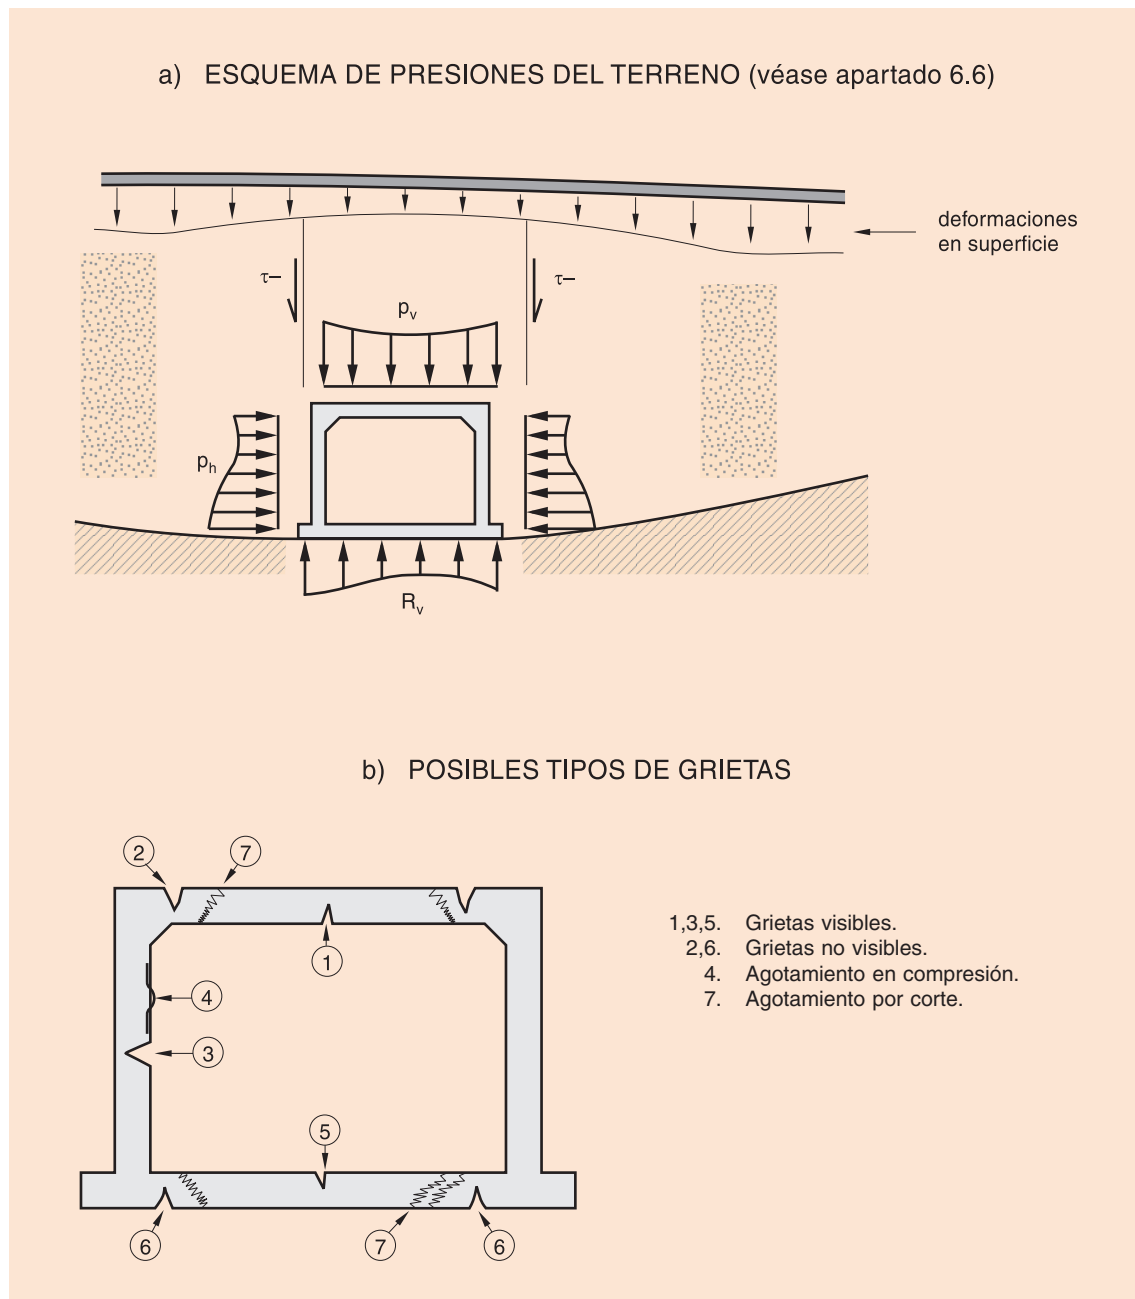 a) ESQUEMA DE PRESIONES DEL TERRENO (véase apartado 6.6)
deformaciones
en superficie
τ–
τ–
pv
ph
Rv
b) POSIBLES TIPOS DE GRIETAS
2
7
1
4
3
5
6
7
6
1,3,5. Grietas visibles.
2,6. Grietas no visibles.
4. Agotamiento en compresión.
7. Agotamiento por corte.